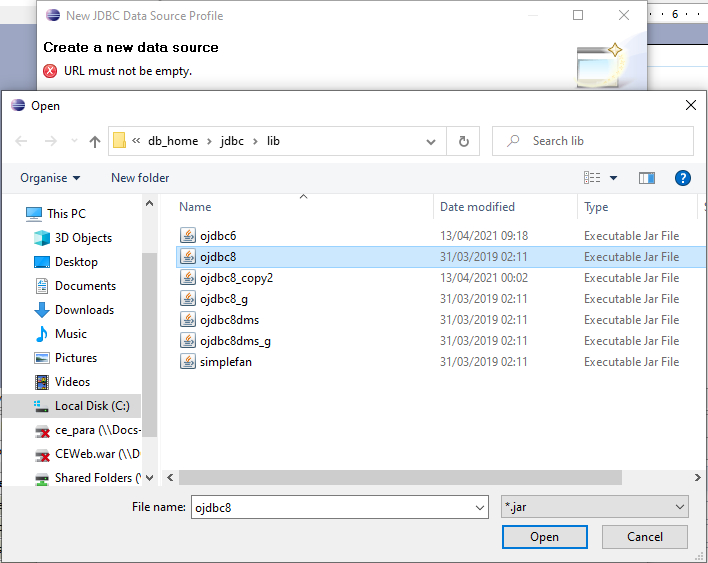 New JDBC Data Source Profile
6
Create a new data source
URL must not be empty.
Open
« db_home › jdbc › lib
Search lib
Organise
New folder
Name
Date modified
Type
This PC
3D Objects
Desktop
Documents
Downloads
Music
Pictures
Videos
Local Disk (C:)
ce_para (\\Docs-
CEWeb.war (\\D
Shared Folders (\
ojdbc6 13/04/2021 09:18 Executable Jar File
ojdbc8 31/03/2019 02:11 Executable Jar File
ojdbc8_copy2 13/04/2021 00:02 Executable Jar File
ojdbc8_g 31/03/2019 02:11 Executable Jar File
ojdbc8dms 31/03/2019 02:11 Executable Jar File
ojdbc8dms_g 31/03/2019 02:11 Executable Jar File
simplefan 31/03/2019 02:11 Executable Jar File
File name: ojdbc8
*.jar
Open
Cancel